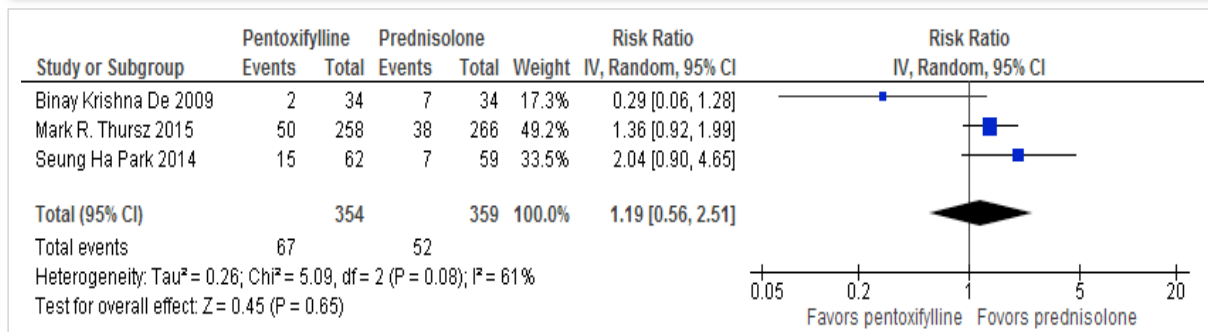 Pentoxifylline Prednisolone Risk Ratio Risk Ratio
Study or Subgroup Events Total Events Total Weight IV, Random, 95% CI IV, Random, 95% CI
Binay Krishna De 2009 2 34 7 34 17.3% 0.29 [0.06, 1.28]
Mark R. Thursz 2015 50 258 38 266 49.2% 1.36 [0.92, 1.99]
Seung Ha Park 2014 15 62 7 59 33.5% 2.04 [0.90, 4.65]
Total (95% CI) 354 359 100.0% 1.19 [0.56, 2.51]
Total events 67 52
Heterogeneity: Tau² = 0.26; Chi² = 5.09, df = 2 (P = 0.08); I² = 61%
Test for overall effect: Z = 0.45 (P = 0.65)
0.05 0.2 1 5 20
Favors pentoxifylline Fovors prednisolone